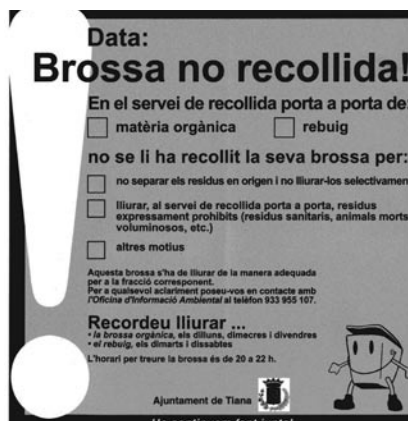 Data:
Brossa no recollida!
En el servei de recollida porta a porta de:
matèria orgànica rebuig
no se li ha recollit la seva brossa per:
no separar els residus en origen i no lliurar-los selectivamen
lliurar, al servei de recollida porta a porta, residus
expressament prohibits (residus sanitaris, animals morts
voluminosos, etc.)
altres motius
Aquesta brossa s'ha de lliurar de la manera adequada
per a la fracció corresponent.
Per a qualsevol aclariment poseu-vos en contacte amb
l'Oficina d'Informació Ambiental al telèfon 933 955 107.
Recordeu lliurar ...
• la brossa orgànica, els dilluns, dimecres i divendres
• el rebuig, els dimarts i dissabtes
L'horari per treure la brossa és de 20 a 22 h.
Ajuntament de Tiana